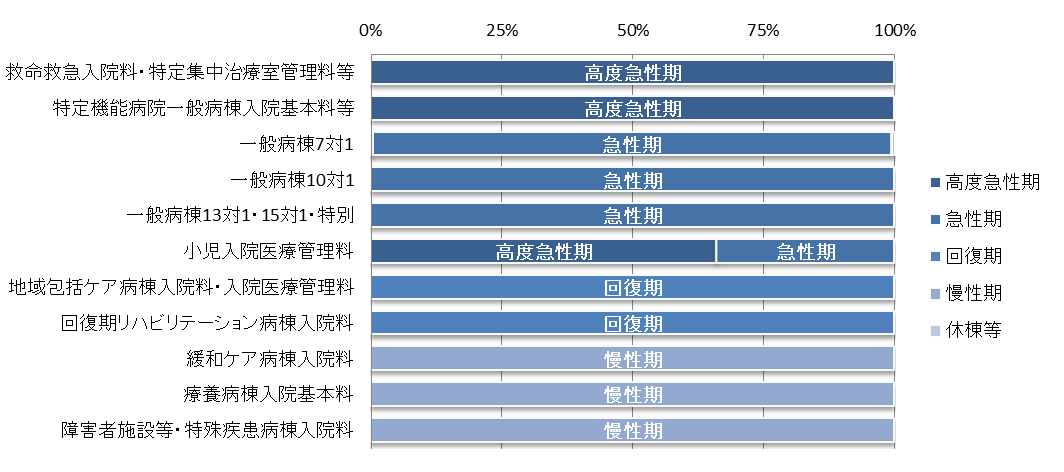 0% 25% 50% 75% 100%
救命救急入院料・特定集中治療室管理料等 高度急性期
特定機能病院一般病棟入院基本料等 高度急性期
一般病棟7対1 急性期
一般病棟10対1 急性期
一般病棟13対1・15対1・特別 急性期
小児入院医療管理料 高度急性期 急性期
地域包括ケア病棟入院料・入院医療管理料 回復期
回復期リハビリテーション病棟入院料 回復期
緩和ケア病棟入院料 慢性期
療養病棟入院基本料 慢性期
障害者施設等・特殊疾患病棟入院料 慢性期
高度急性期
急性期
回復期
慢性期
休棟等